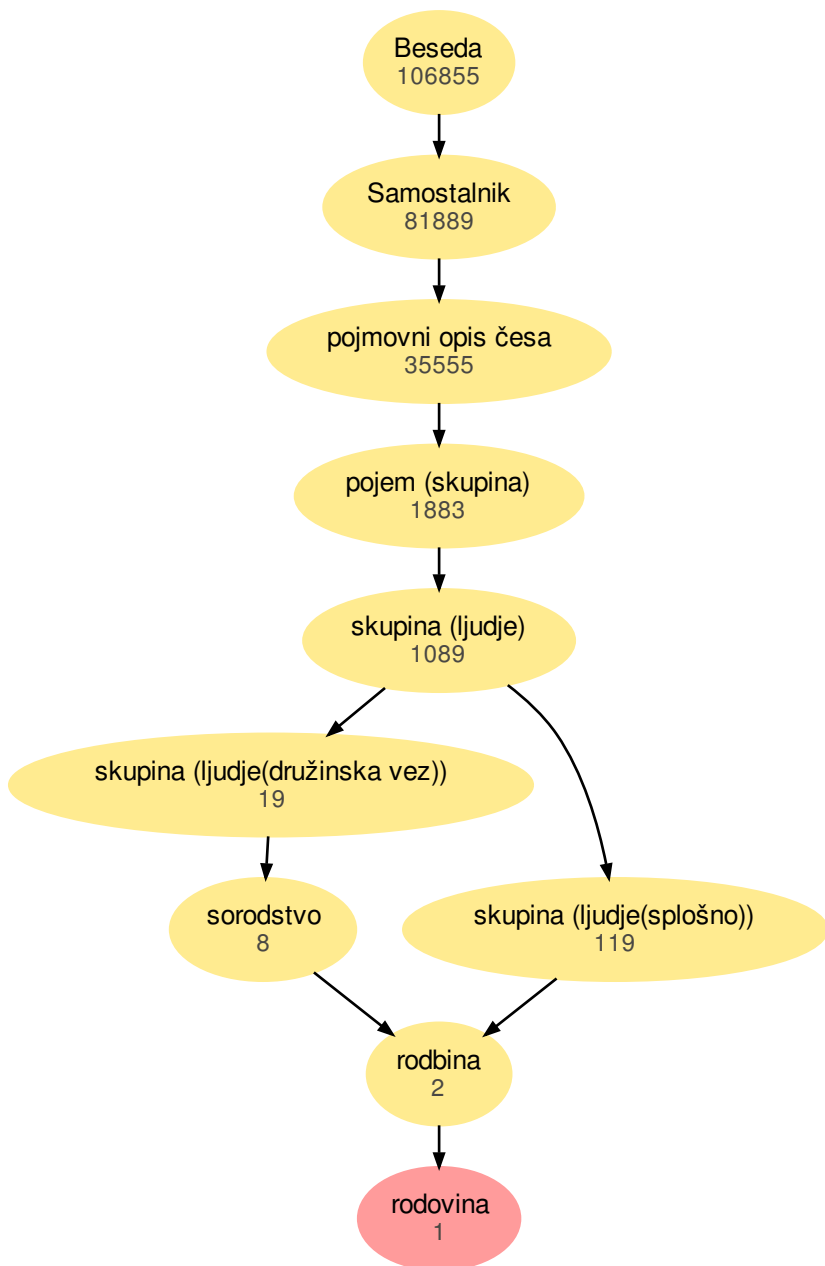 Beseda
106855
Samostalnik
81889
pojmovni opis česa
35555
pojem (skupina)
1883
skupina (ljudje)
1089
skupina (ljudje(družinska vez))
19
sorodstvo
8
skupina (ljudje(splošno))
119
rodbina
2
rodovina
1